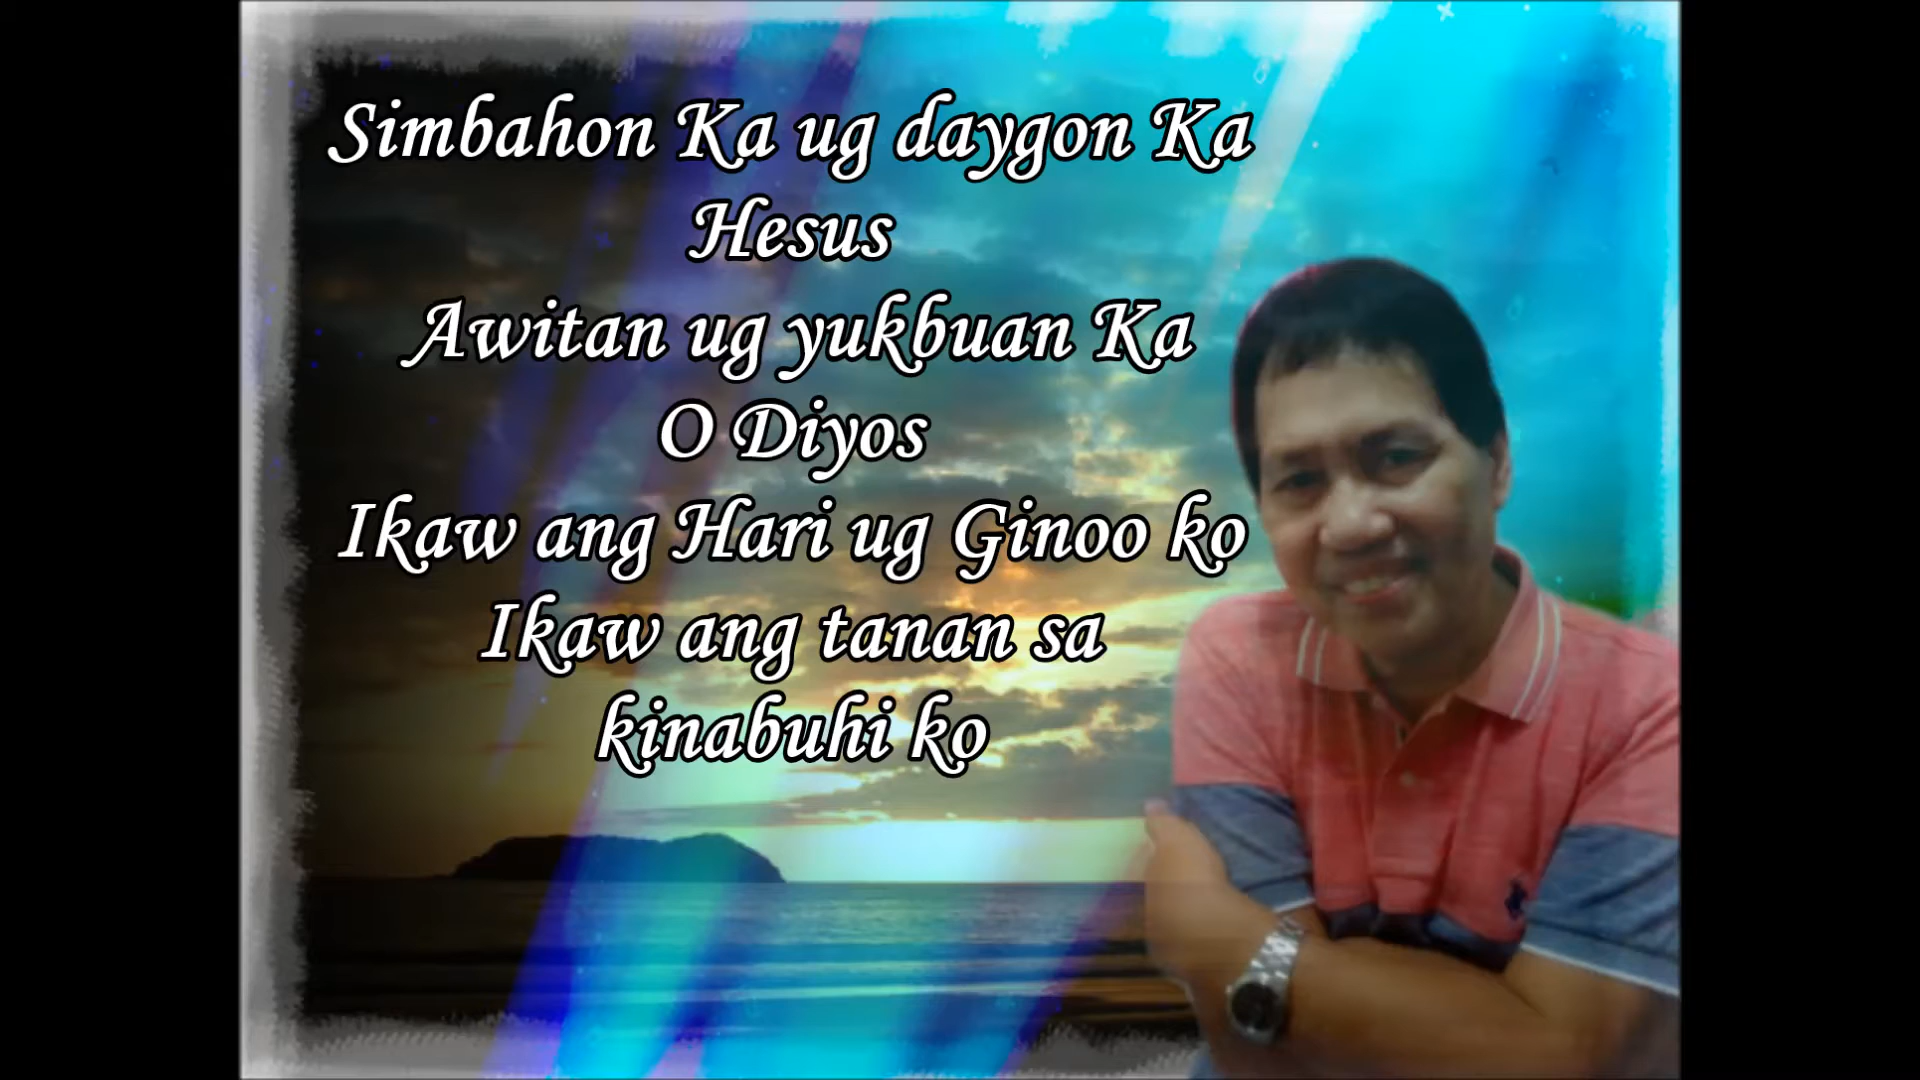 Simbahon Ka ug daygon Ka
Hesus
Awitan ug yukbuan Ka
O Diyos
Ikaw ang Hari ug Ginoo ko
Ikaw ang tanan sa
kinabuhi ko